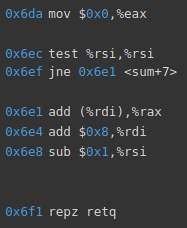 0x6da mov $0x0,%eax
0x6ec test %rsi,%rsi
0x6ef jne 0x6e1 <sum+7>
0x6e1 add (%rdi),%rax
0x6e4 add $0x8,%rdi
0x6e8 sub $0x1,%rsi
0x6f1 repz retq